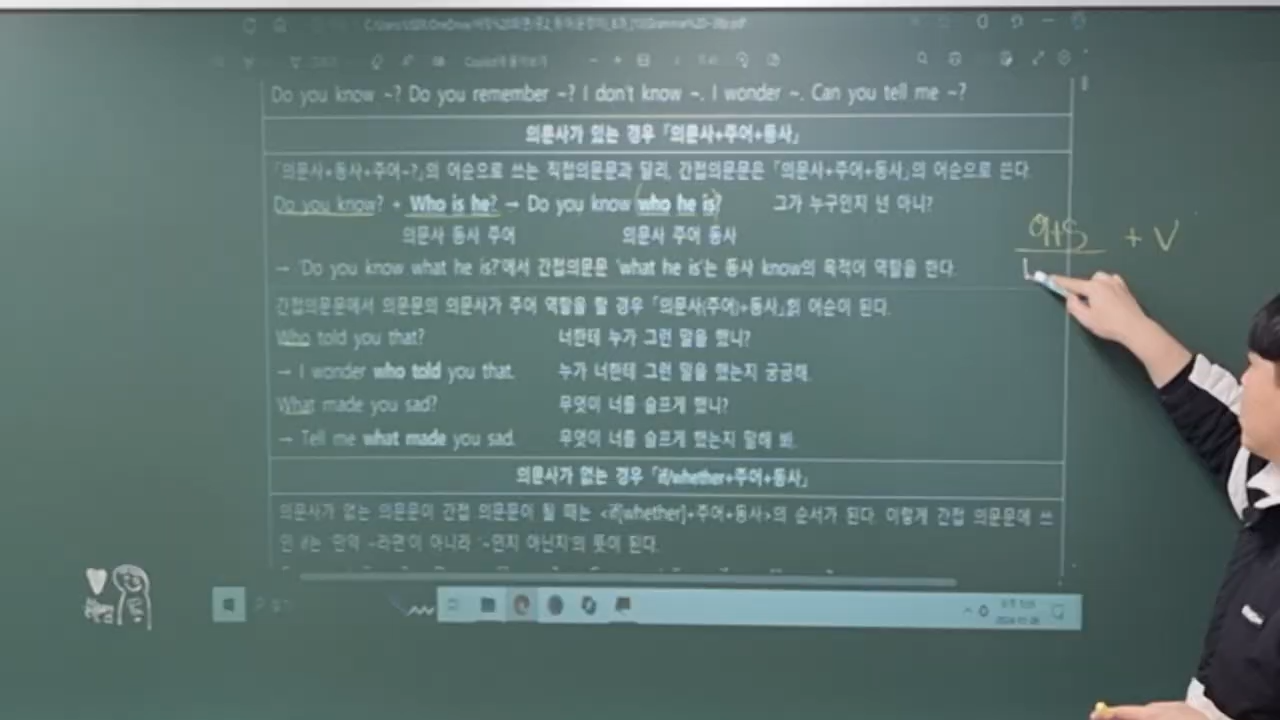 Do you know ~? Do you remember ~? I don't know ~. I wonder ~. Can you tell me ~?
의문사가 있는 경우 「의문사+주어+동사」
「의문사+동사+주어~?」의 어순으로 쓰는 직접의문문과 달리, 간접의문문은 「의문사+주어+동사」의 어순으로 쓴다.
Do you know? + Who is he? → Do you know (who he is)? 그가 누구인지 넌 아니?
의문사 동사 주어 의문사 주어 동사
+ V
→ 'Do you know what he is?'에서 간접의문문 'what he is'는 동사 know의 목적어 역할을 한다.
간접의문문에서 의문문의 의문사가 주어 역할을 할 경우 「의문사(주어)+동사」의 어순이 된다.
Who told you that? 너한테 누가 그런 말을 했니?
→ I wonder who told you that. 누가 너한테 그런 말을 했는지 궁금해.
What made you sad? 무엇이 너를 슬프게 했니?
→ Tell me what made you sad. 무엇이 너를 슬프게 했는지 말해 봐.
의문사가 없는 경우 「if/whether+주어+동사」
의문사가 없는 의문문이 간접 의문문이 될 때는 <if[whether]+주어+동사>의 순서가 된다. 이렇게 간접 의문문에 쓰
인 if는 '만약 ~라면'이 아니라 '~인지 아닌지'의 뜻이 된다.